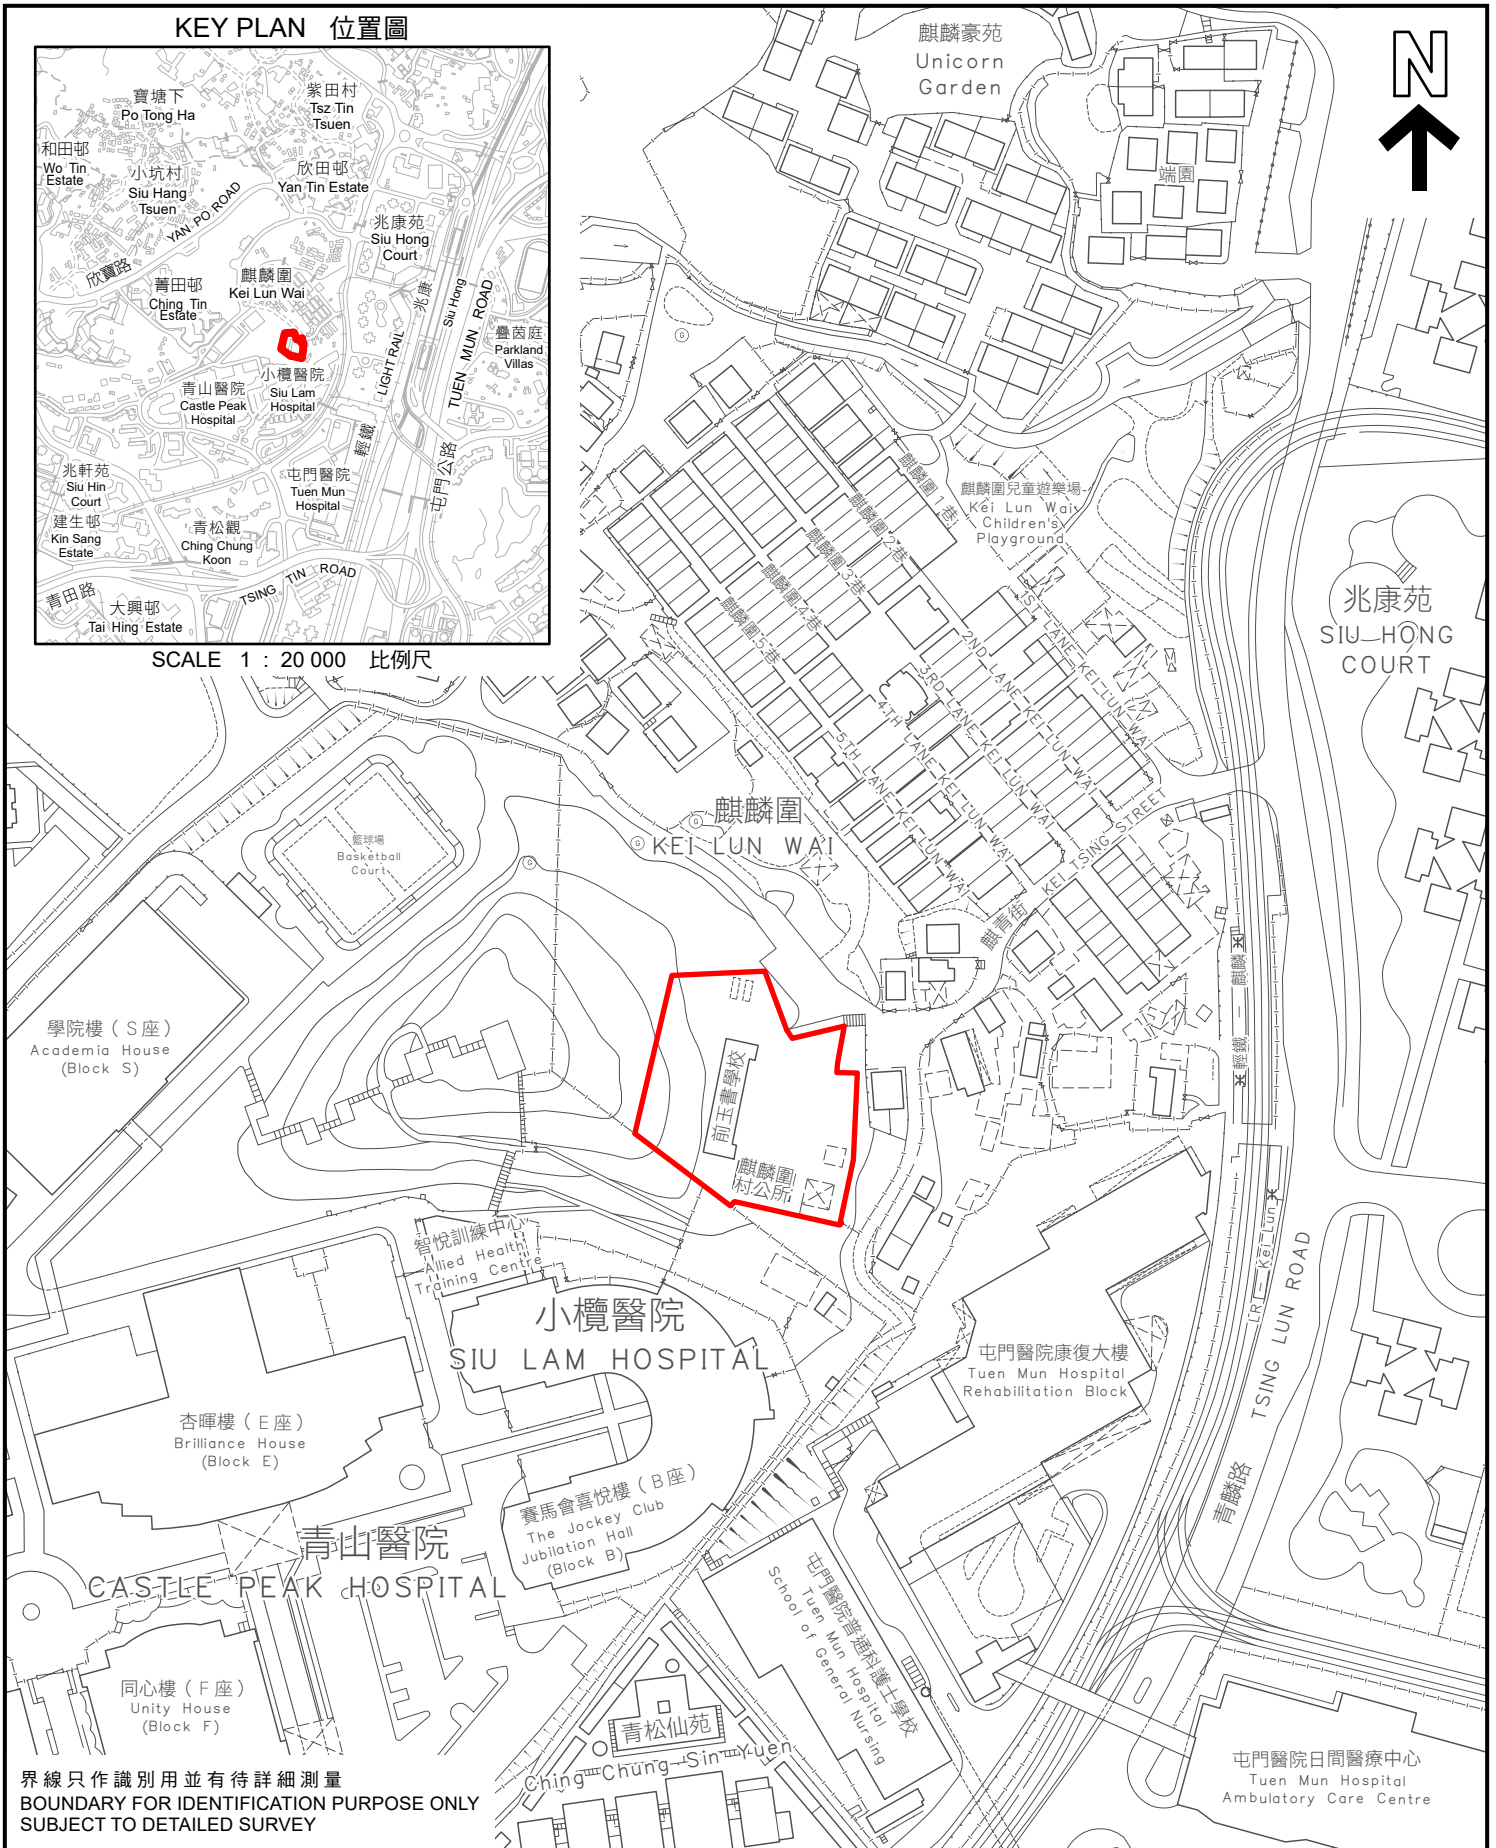 KEY PLAN 位置圖
寶塘下
Po Tong Ha
紫田村
Tsz Tin
Tsuen
和田邨
Wo Tin
Estate
小坑村
Siu Hang
Tsuen
欣田邨
Yan Tin Estate
YAN PO ROAD
欣寶路
兆康苑
Siu Hong
Court
麒麟圍
Kei Lun Wai
菁田邨
Ching Tin
Estate
兆康
Siu Hong
TUEN MUN ROAD
LIGHT RAIL
疊茵庭
Parkland
Villas
小欖醫院
Siu Lam
Hospital
青山醫院
Castle Peak
Hospital
輕鐵
屯門公路
兆軒苑
Siu Hin
Court
屯門醫院
Tuen Mun
Hospital
建生邨
Kin Sang
Estate
青松觀
Ching Chung
Koon
青田路
TSING TIN ROAD
大興邨
Tai Hing Estate
SCALE 1 : 20 000 比例尺
N
麒麟豪苑
Unicorn
Garden
端園
G
麒麟圍1巷
麒麟圍2巷
麒麟圍3巷
麒麟圍4巷
麒麟圍5巷
麒麟圍兒童遊樂場
Kei Lun Wai
Children's
Playground
1ST LANE KEI LUN WAI
2ND LANE KEI LUN WAI
3RD LANE KEI LUN WAI
4TH LANE KEI LUN WAI
5TH LANE KEI LUN WAI
兆康苑
SIU HONG
COURT
籃球場
Basketball
Court
麒麟圍
KEI LUN WAI
G
G
G
麒青街
KEI TSING STREET
學院樓（S座）
Academia House
(Block S)
前玉書學校
麒麟圍
村公所
輕鐵 － 麒麟
LR － Kei Lun
智悅訓練中心
Allied Health
Training Centre
小欖醫院
SIU LAM HOSPITAL
屯門醫院康復大樓
Tuen Mun Hospital
Rehabilitation Block
TSING LUN ROAD
青麟路
杏暉樓（E座）
Brilliance House
(Block E)
賽馬會喜悅樓（B座）
The Jockey Club
Jubilation Hall
(Block B)
青山醫院
CASTLE PEAK HOSPITAL
屯門醫院普通科護士學校
Tuen Mun Hospital
School of General Nursing
同心樓（F座）
Unity House
(Block F)
青松仙苑
Ching Chung Sin Yuen
屯門醫院日間醫療中心
Tuen Mun Hospital
Ambulatory Care Centre
界線只作識別用並有待詳細測量
BOUNDARY FOR IDENTIFICATION PURPOSE ONLY
SUBJECT TO DETAILED SURVEY